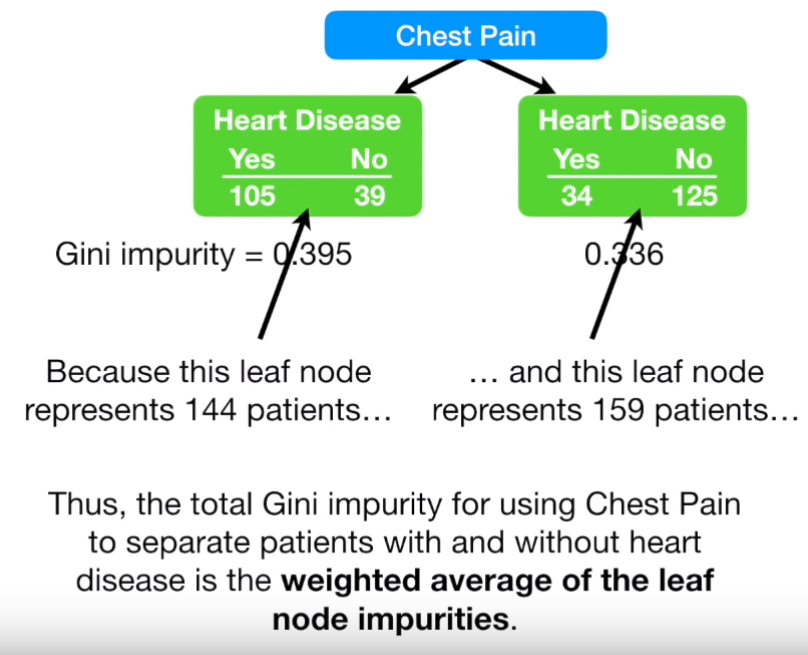 Chest Pain
Heart Disease
Yes No
105 39
Heart Disease
Yes No
34 125
Gini impurity = 0.395
0.336
Because this leaf node
represents 144 patients…
… and this leaf node
represents 159 patients…
Thus, the total Gini impurity for using Chest Pain
to separate patients with and without heart
disease is the weighted average of the leaf
node impurities.